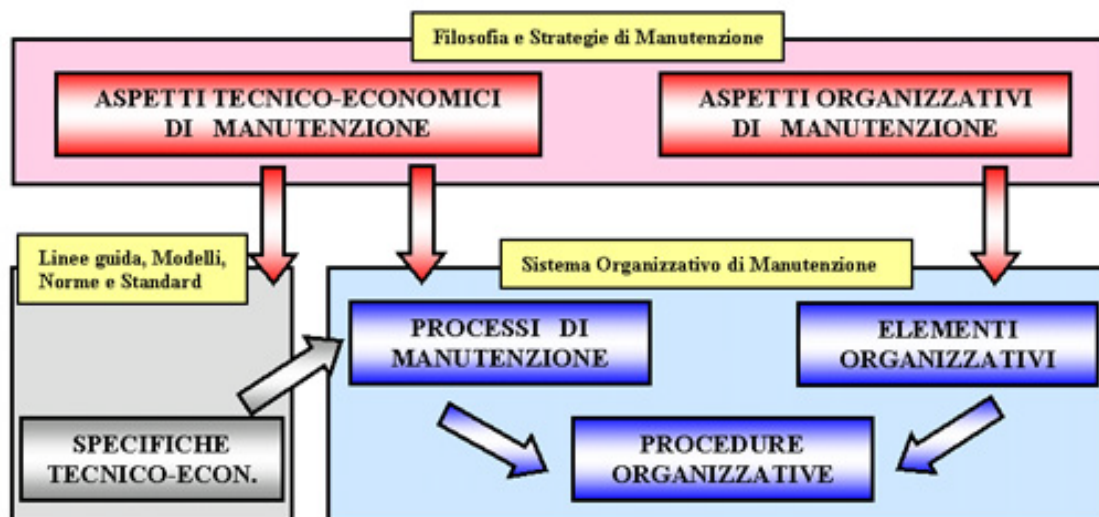 Filosofia e Strategie di Manutenzione
ASPETTI TECNICO-ECONOMICI
DI MANUTENZIONE
ASPETTI ORGANIZZATIVI
DI MANUTENZIONE
Linee guida, Modelli,
Norme e Standard
Sistema Organizzativo di Manutenzione
PROCESSI DI
MANUTENZIONE
ELEMENTI
ORGANIZZATIVI
SPECIFICHE
TECNICO-ECON.
PROCEDURE
ORGANIZZATIVE